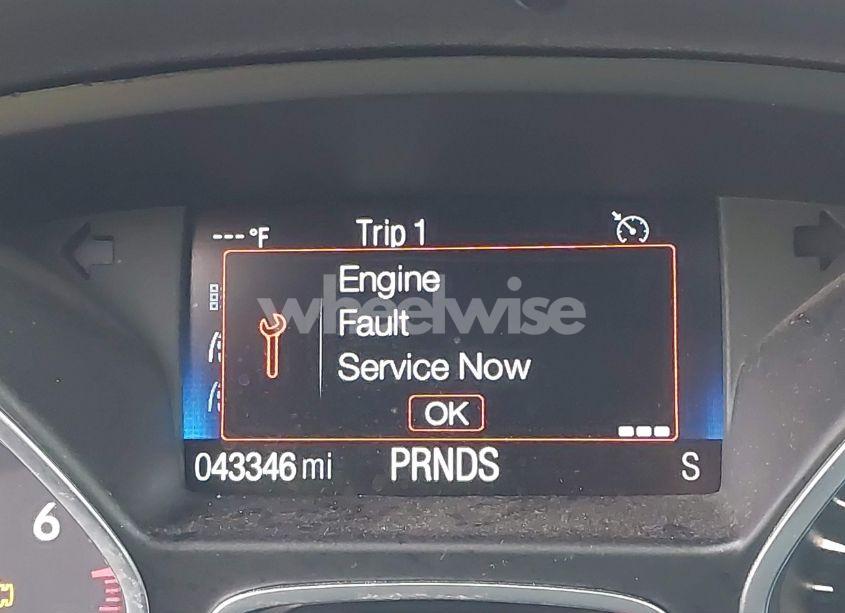 --- °F Trip 1
Engine
Fault
Service Now
OK
043346 mi PRNDS S
6
wheelwise